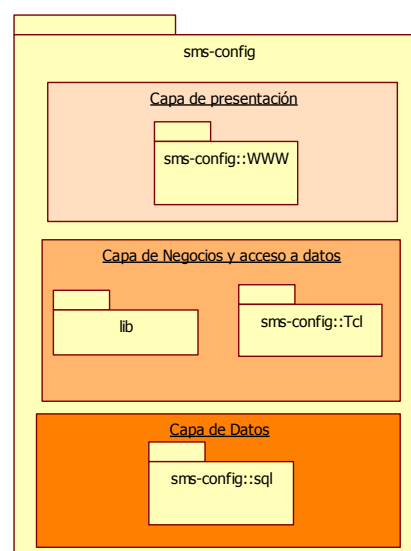 sms-config
Capa de presentación
sms-config::WWW
Capa de Negocios y acceso a datos
lib
sms-config::Tcl
Capa de Datos
sms-config::sql